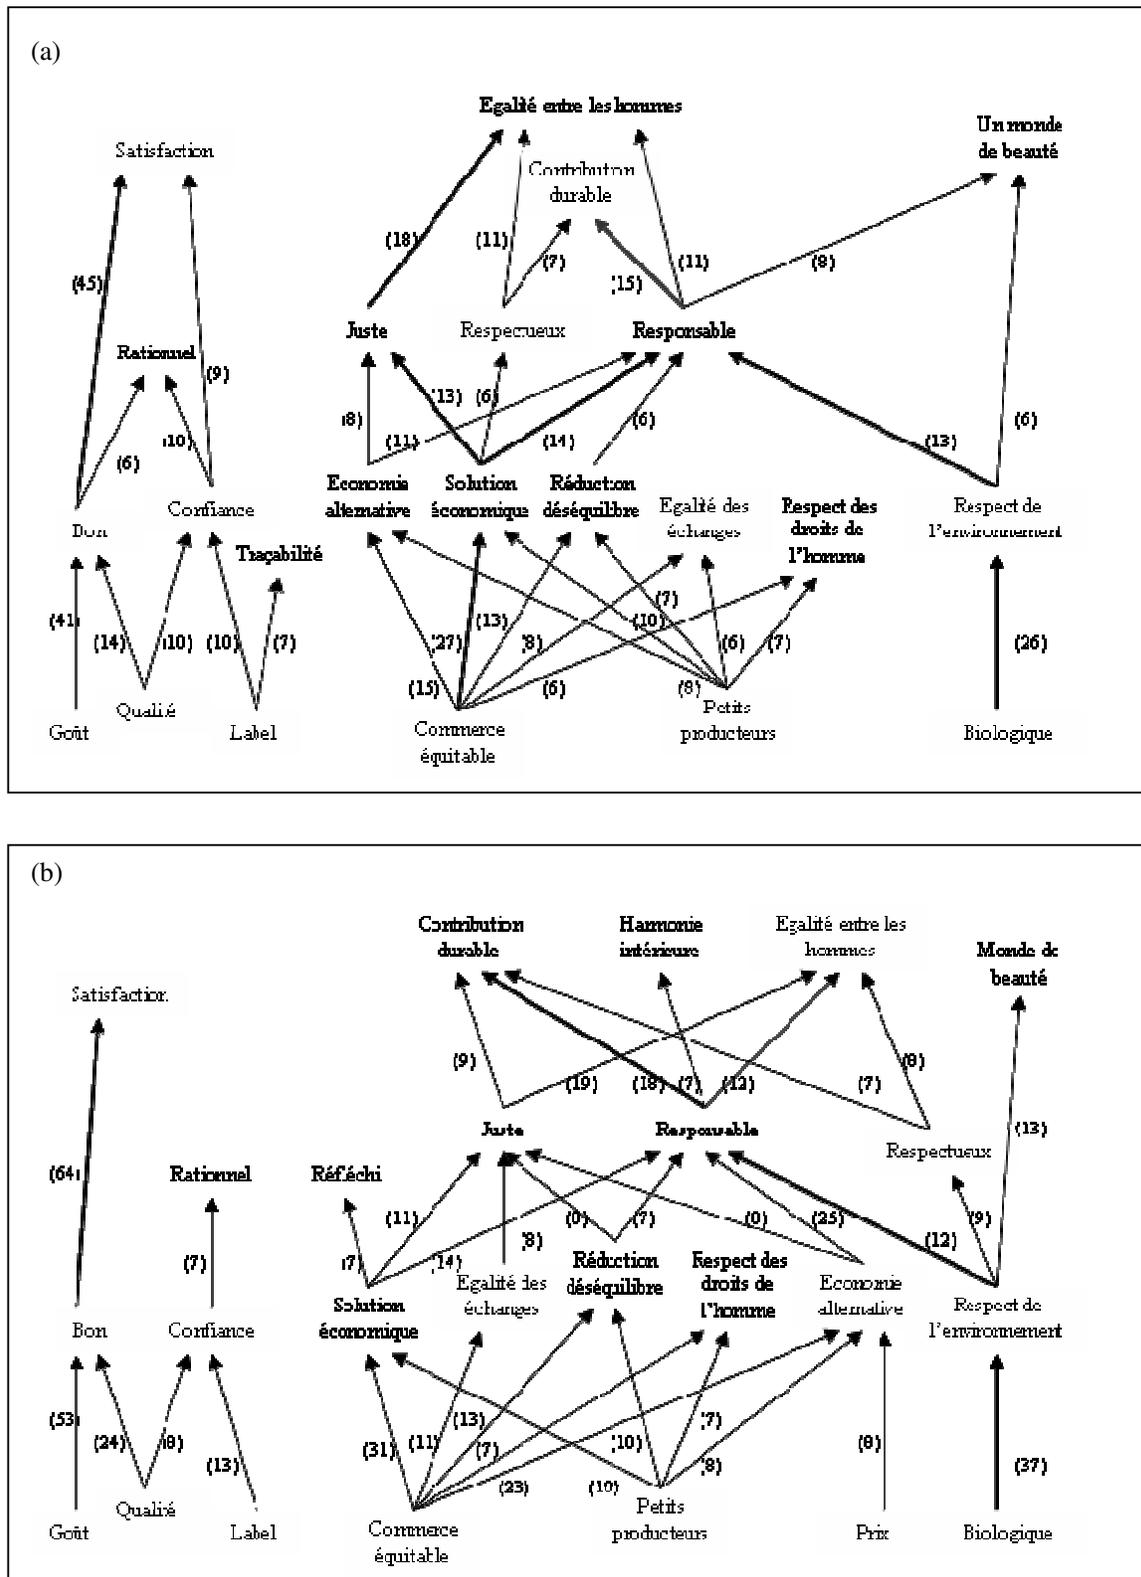 (a)
Egalité entre les hommes
Un monde
de beauté
Satisfaction
Contribution
durable
(18)
(11)
(7)
(15)
(11)
(8)
(45)
Juste
Respectueux
Responsable
Rationnel
(9)
(13)
(6)
(8)
(11)
(14)
(6)
(13)
(6)
(10)
(6)
Economie
alternative
Solution
économique
Réduction
déséquilibre
Egalité des
échanges
Respect des
droits de
l'homme
Respect de
l'environnement
Bon
Confiance
Traçabilité
(41)
(14)
(10)
(10)
(7)
(27)
(13)
(8)
(10)
(7)
(6)
(7)
(26)
(15)
(6)
(8)
Goût
Qualité
Label
Commerce
équitable
Petits
producteurs
Biologique
(b)
Contribution
durable
Harmonie
intérieure
Egalité entre les
hommes
Monde de
beauté
Satisfaction
(9)
(19)
(18)
(7)
(12)
(7)
(8)
(13)
Juste
Responsable
Respectueux
(64)
Rationnel
Réfléchi
(11)
(7)
(25)
(9)
(7)
(7)
(14)
(8)
(12)
Bon
Confiance
Solution
économique
Egalité des
échanges
Réduction
déséquilibre
Respect des
droits de
l'homme
Economie
alternative
Respect de
l'environnement
(53)
(24)
(8)
(13)
(31)
(11)
(13)
(7)
(23)
(10)
(10)
(7)
(8)
(8)
(37)
Goût
Qualité
Label
Commerce
équitable
Petits
producteurs
Prix
Biologique